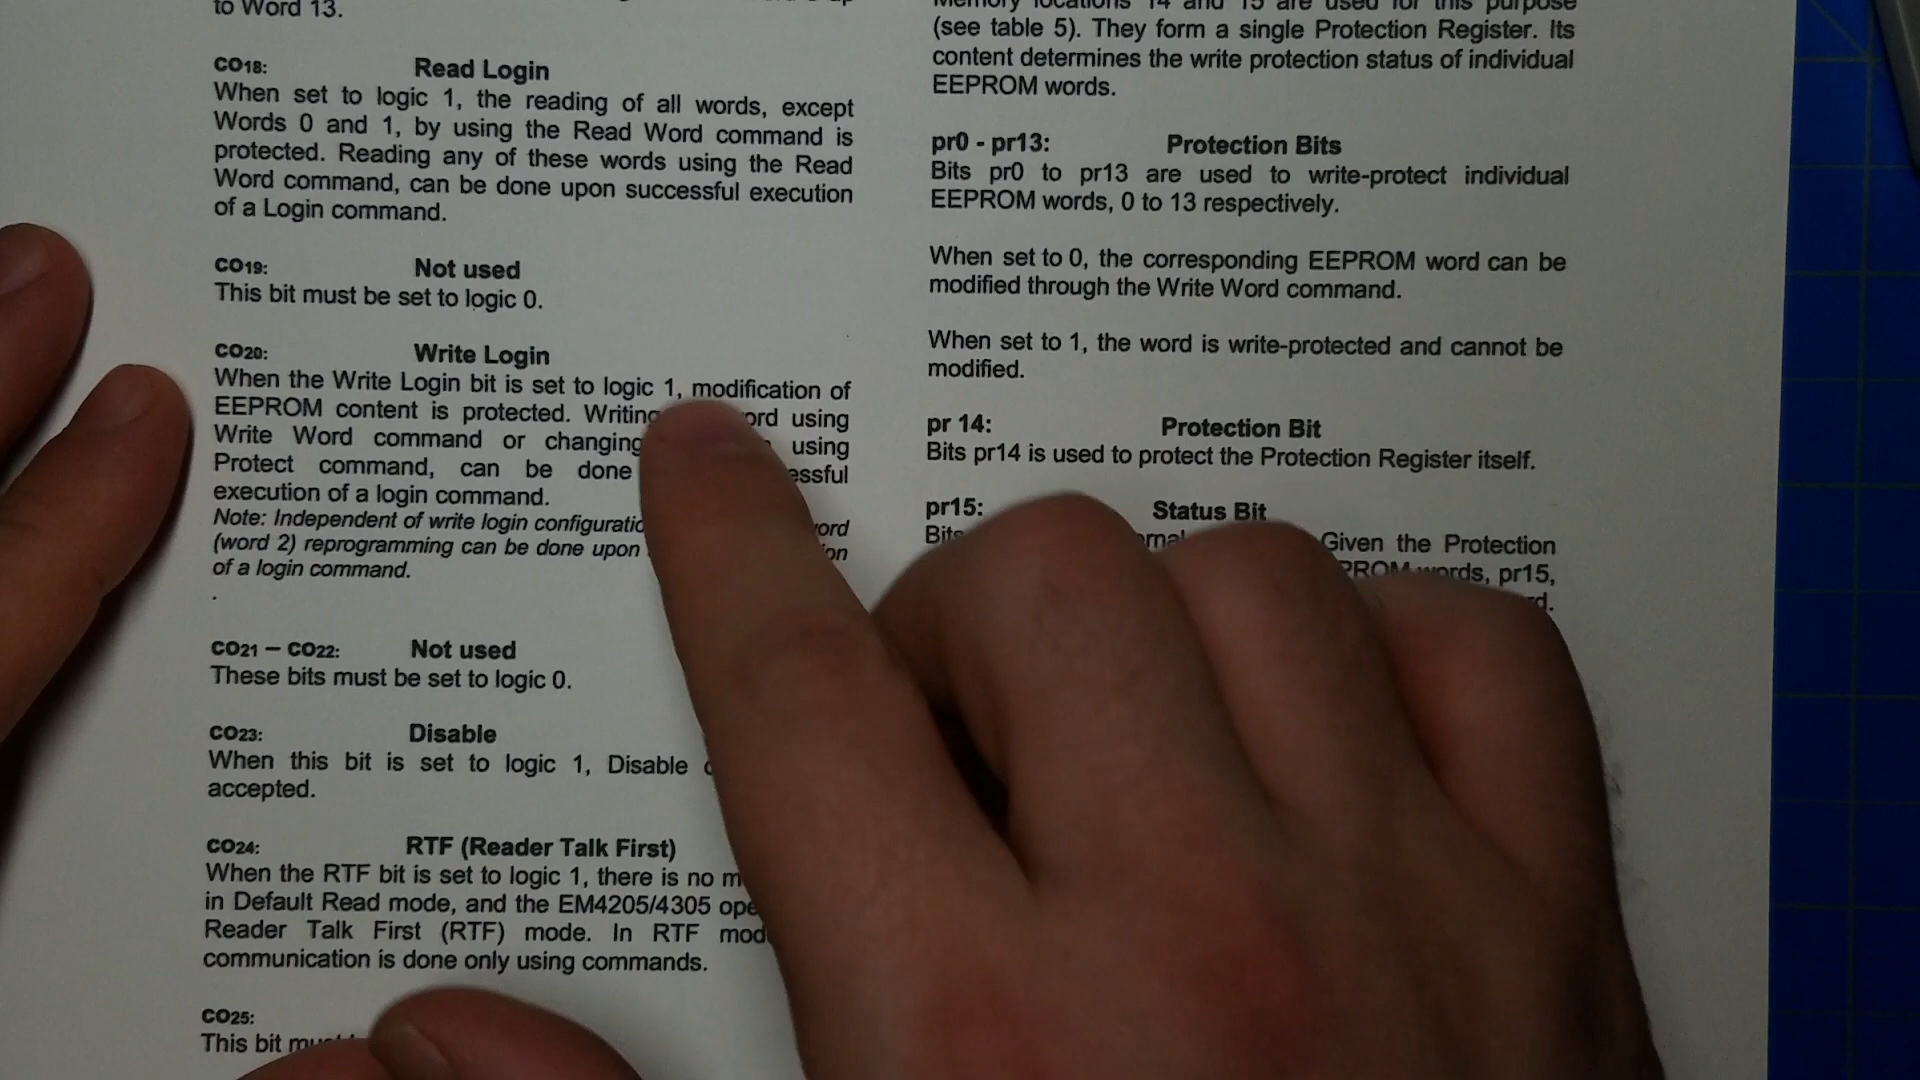 to Word 13.
CO18: Read Login
When set to logic 1, the reading of all words, except
Words 0 and 1, by using the Read Word command is
protected. Reading any of these words using the Read
Word command, can be done upon successful execution
of a Login command.
CO19: Not used
This bit must be set to logic 0.
CO20: Write Login
When the Write Login bit is set to logic 1, modification of
EEPROM content is protected. Writing using
Write Word command or changing using
Protect command, can be done
execution of a login command.
Note: Independent of write login
(word 2) reprogramming can be done upon
of a login command.
.
CO21 – CO22: Not used
These bits must be set to logic 0.
CO23: Disable
When this bit is set to logic 1, Disable
accepted.
CO24: RTF (Reader Talk First)
When the RTF bit is set to logic 1, there is no
in Default Read mode, and the EM4205/4305
Reader Talk First (RTF) mode. In RTF
communication is done only using commands.
CO25:
This bit
Memory locations 14 and 15 are used for this purpose
(see table 5). They form a single Protection Register. Its
content determines the write protection status of individual
EEPROM words.
pr0 - pr13: Protection Bits
Bits pr0 to pr13 are used to write-protect individual
EEPROM words, 0 to 13 respectively.
When set to 0, the corresponding EEPROM word can be
modified through the Write Word command.
When set to 1, the word is write-protected and cannot be
modified.
pr 14: Protection Bit
Bits pr14 is used to protect the Protection Register itself.
pr15: Status Bit
Bits Given the Protection
words, pr15,